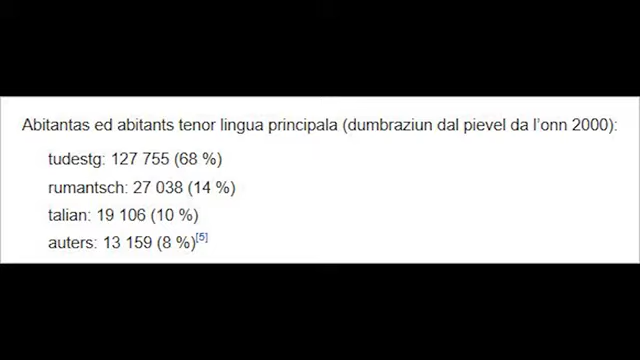 Abitantas ed abitants tenor lingua principala (dumbraziun dal pievel da l’onn 2000):
tudestg: 127 755 (68 %)
rumantsch: 27 038 (14 %)
talian: 19 106 (10 %)
auters: 13 159 (8 %)[5]